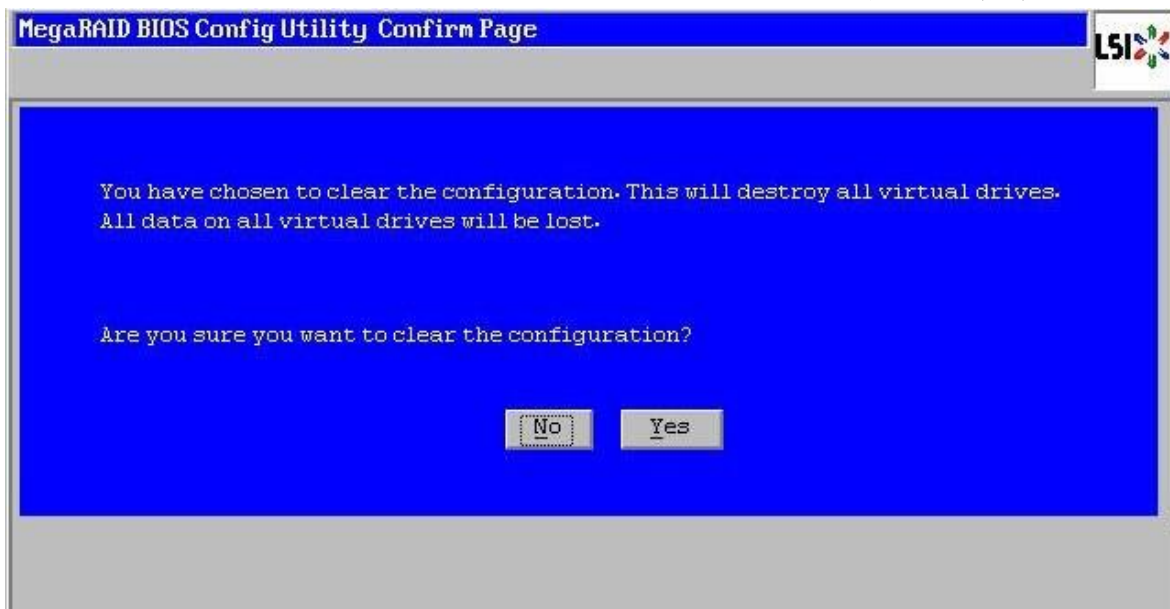 MegaRAID BIOS Config Utility Confirm Page
LSI
You have chosen to clear the configuration. This will destroy all virtual drives.
All data on all virtual drives will be lost.
Are you sure you want to clear the configuration?
No Yes